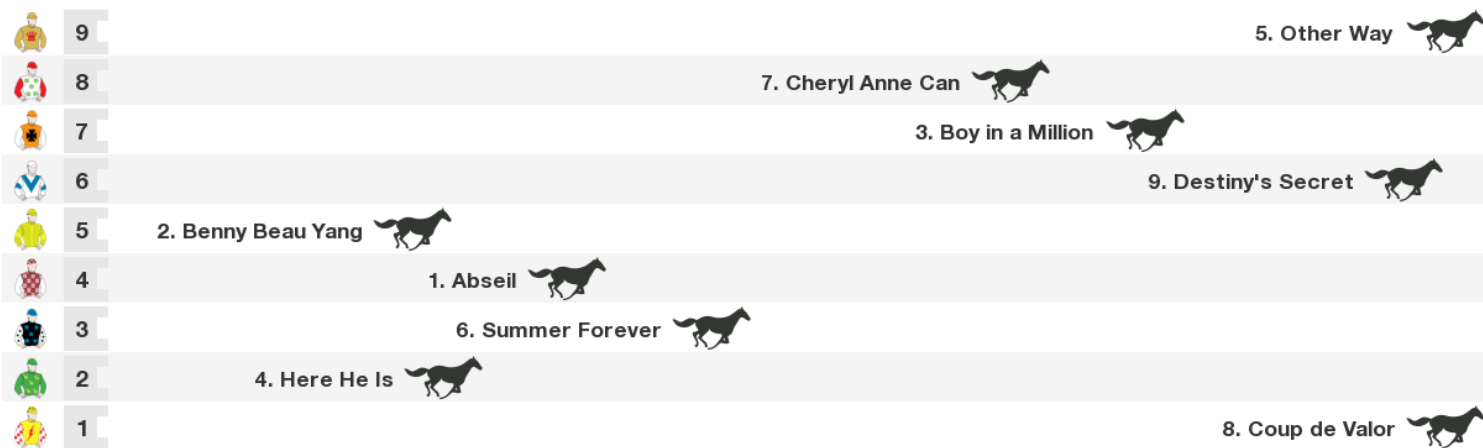 9 5. Other Way
8 7. Cheryl Anne Can
7 3. Boy in a Million
6 9. Destiny's Secret
5 2. Benny Beau Yang
4 1. Abseil
3 6. Summer Forever
2 4. Here He Is
1 8. Coup de Valor